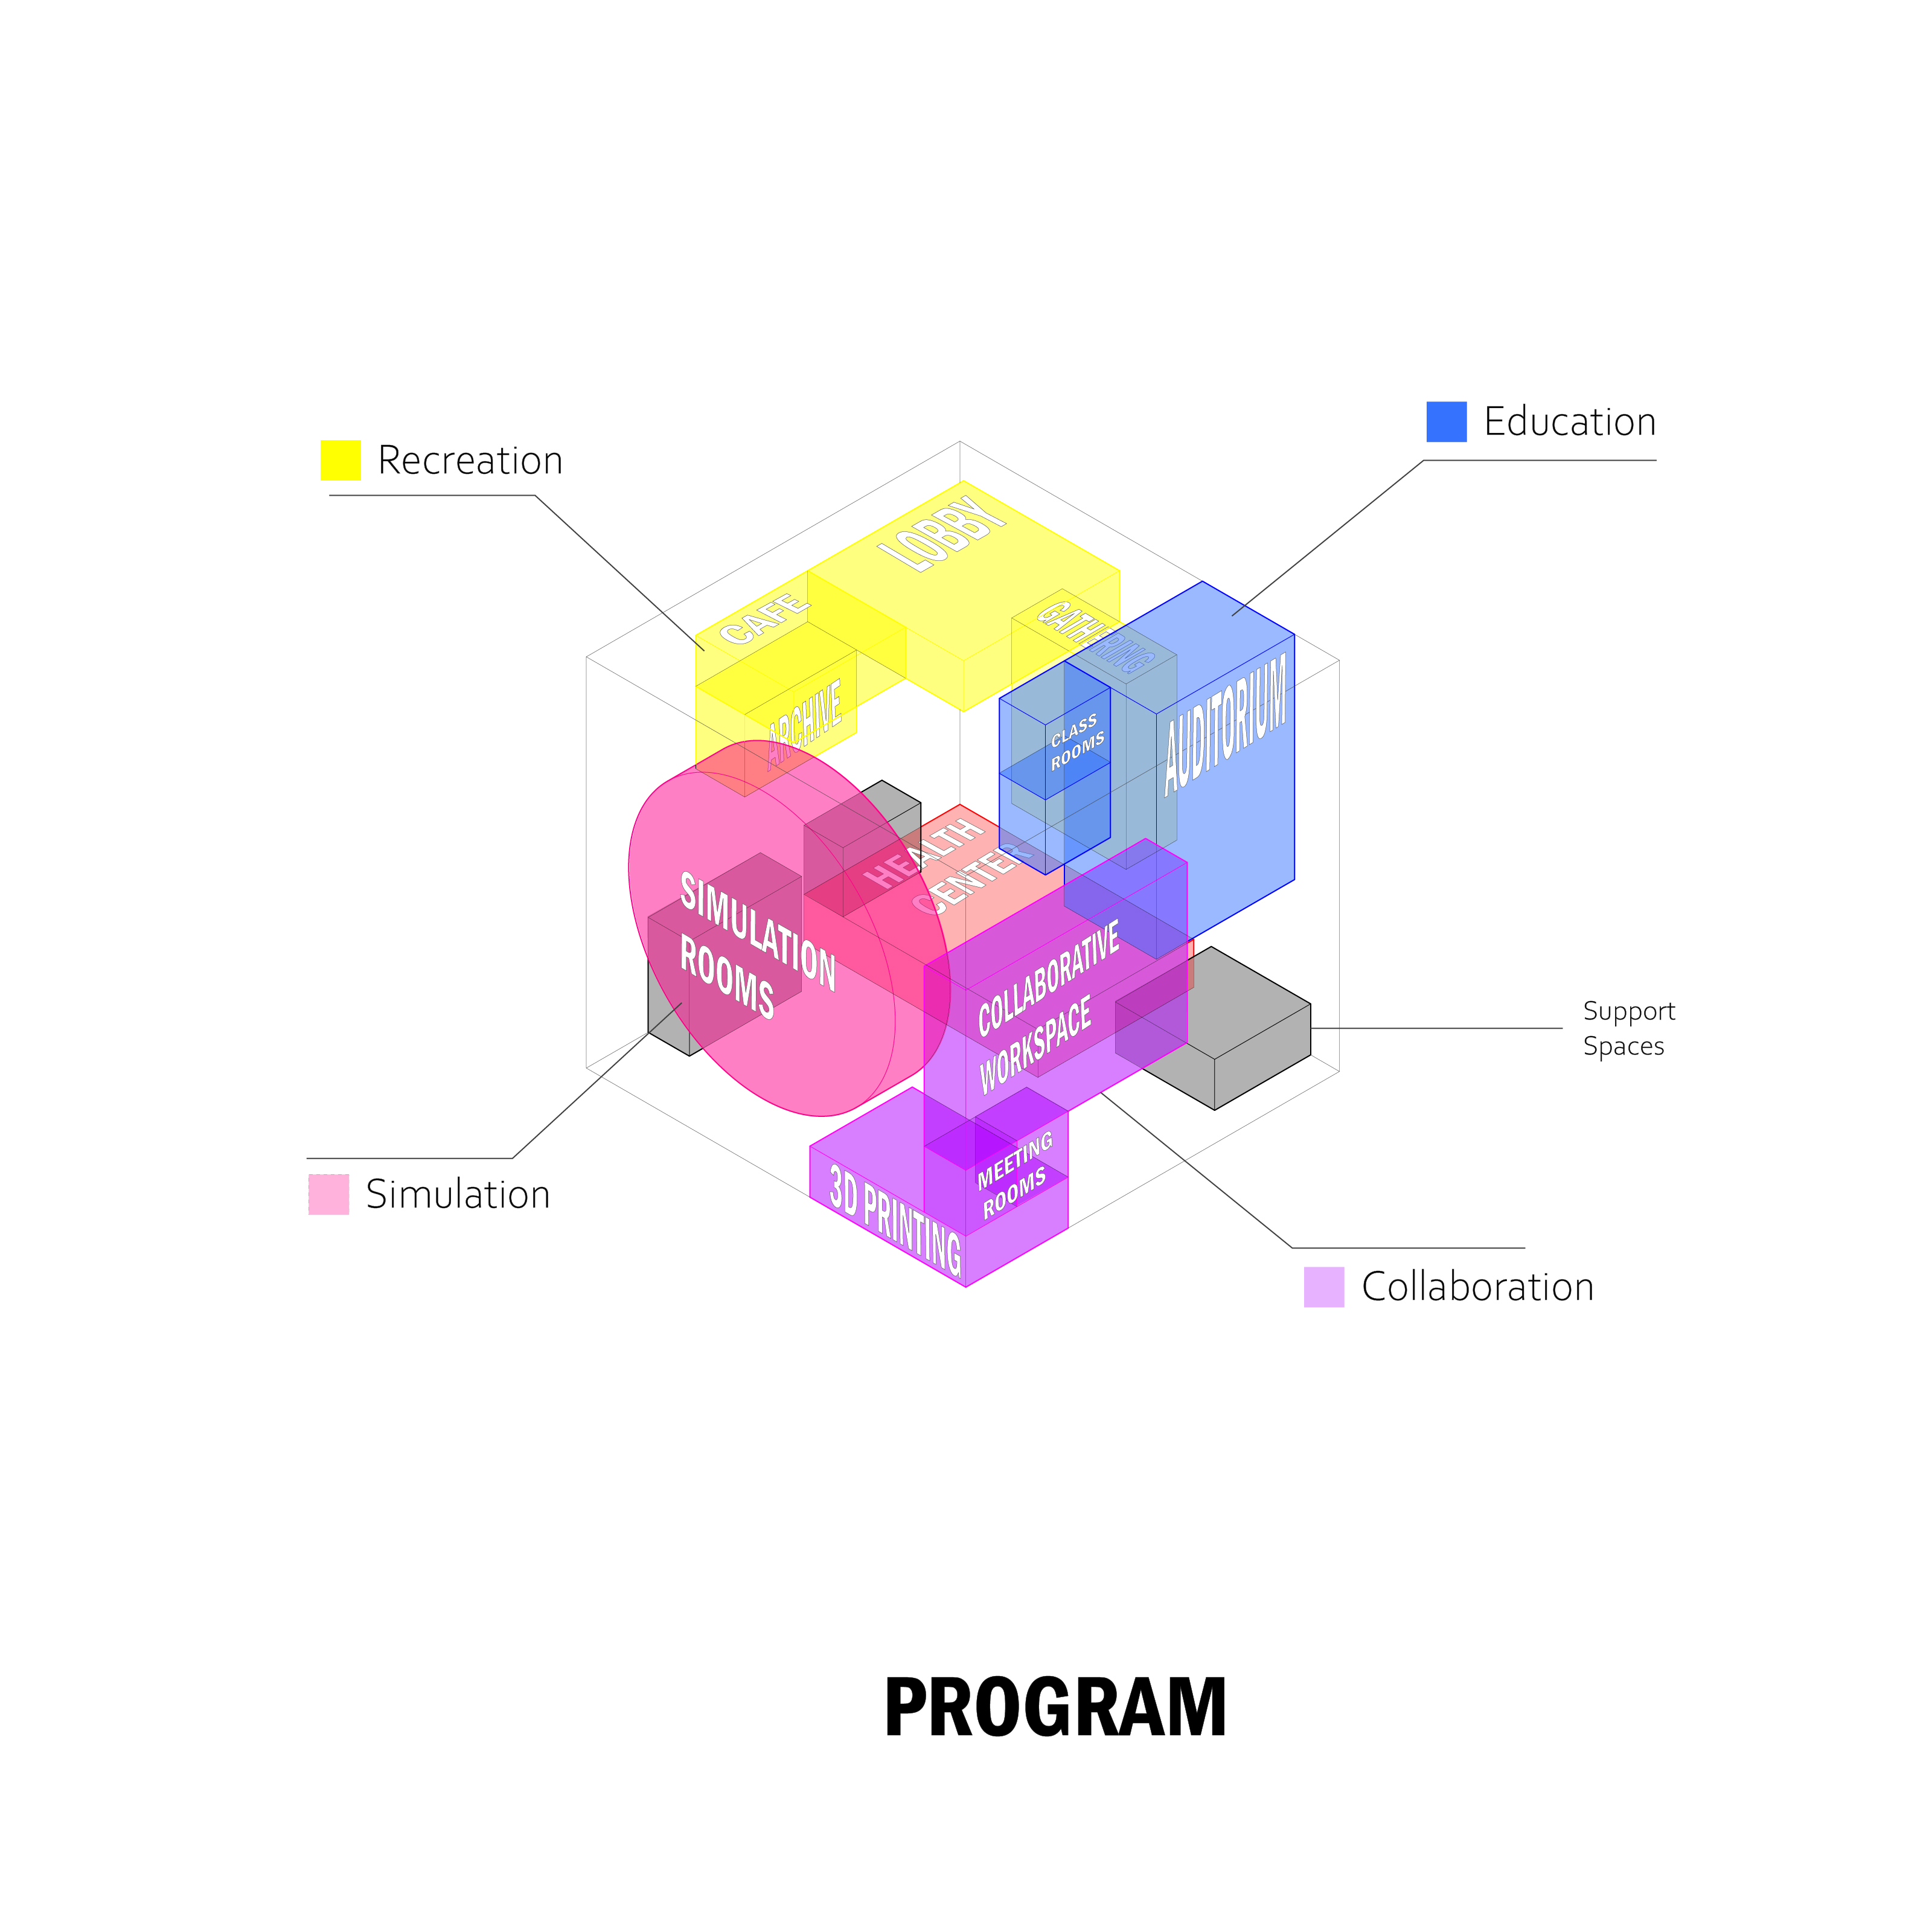 Education
Recreation
LOBBY
CAFE
GATHERING
ARCHIVE
AUDITORIUM
CLASS
ROOMS
HEALTH
CENTER
SIMULATION
ROOMS
COLLABORATIVE
WORKSPACE
Support
Spaces
MEETING
ROOMS
3D PRINTING
Simulation
Collaboration
PROGRAM